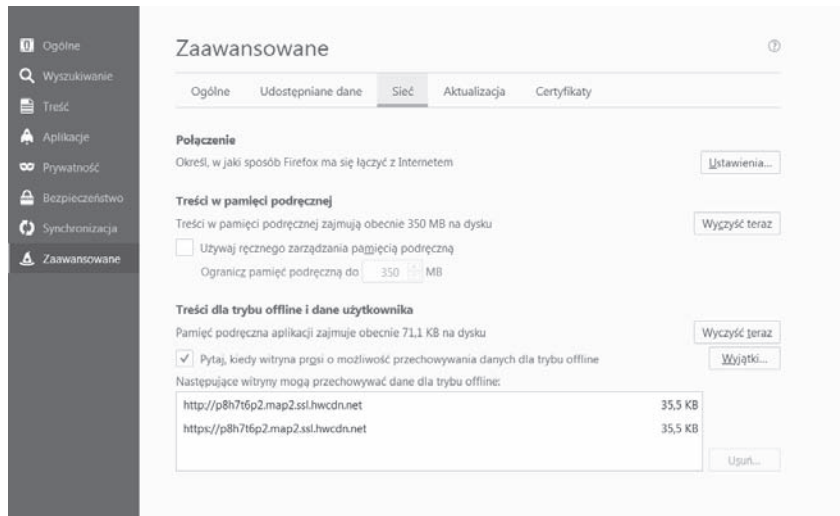 Ogólne
Wyszukiwanie
Treść
Aplikacje
Prywatność
Bezpieczeństwo
Synchronizacja
Zaawansowane
Zaawansowane
Ogólne Udostępniane dane Sieć Aktualizacja Certyfikaty
Połączenie
Określ, w jaki sposób Firefox ma się łączyć z Internetem Ustawienia...
Treści w pamięci podręcznej
Treści w pamięci podręcznej zajmują obecnie 350 MB na dysku Wyczyść teraz
Używaj ręcznego zarządzania pamięcią podręczną
Ogranicz pamięć podręczną do 350 MB
Treści dla trybu offline i dane użytkownika
Pamięć podręczna aplikacji zajmuje obecnie 71,1 KB na dysku Wyczyść teraz
Pytaj, kiedy witryna prosi o możliwość przechowywania danych dla trybu offline Wyjątki...
Następujące witryny mogą przechowywać dane dla trybu offline:
http://p8h7t6p2.map2.ssl.hwcdn.net 35,5 KB
https://p8h7t6p2.map2.ssl.hwcdn.net 35,5 KB
Usuń...